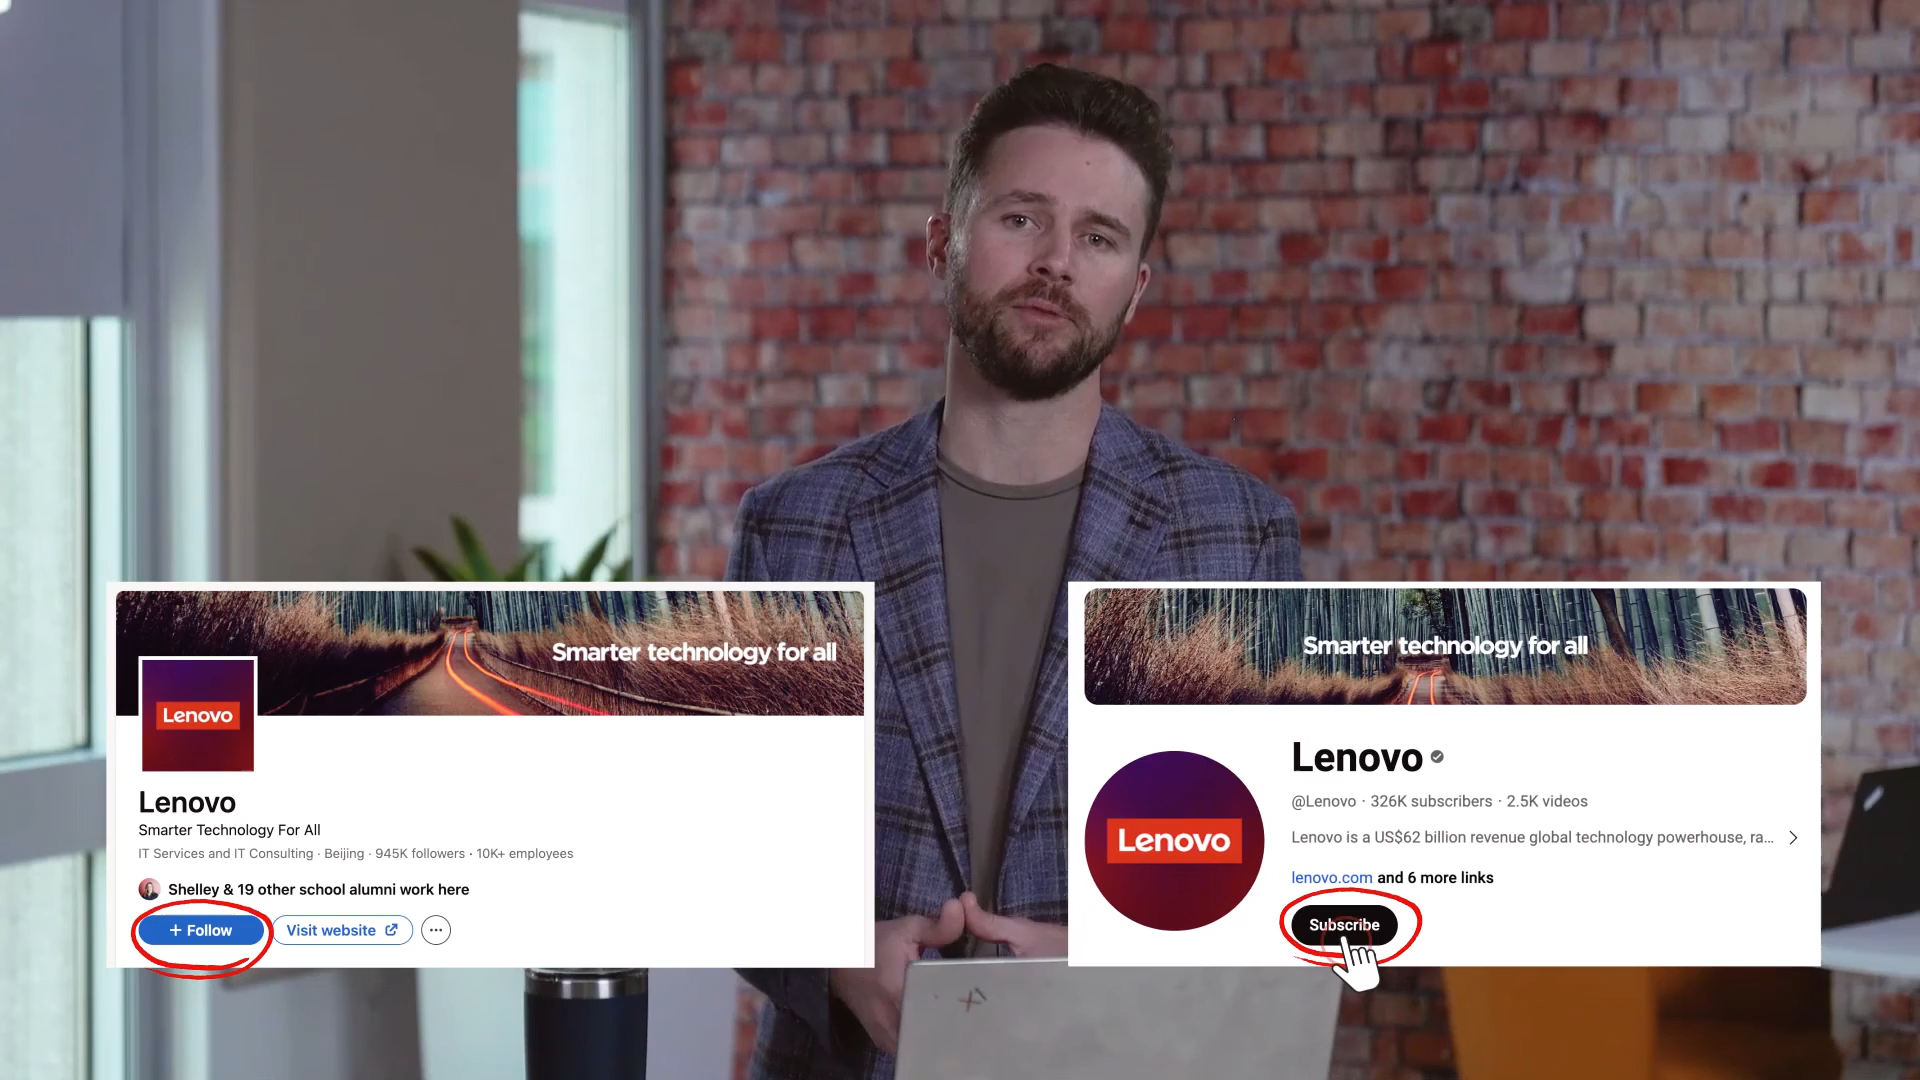 Smarter technology for all
Lenovo
Lenovo
Smarter Technology For All
IT Services and IT Consulting · Beijing · 945K followers · 10K+ employees
Shelley & 19 other school alumni work here
+ Follow
Visit website
Smarter technology for all
Lenovo
Lenovo
@Lenovo · 326K subscribers · 2.5K videos
Lenovo is a US$62 billion revenue global technology powerhouse, ra...
lenovo.com and 6 more links
Subscribe